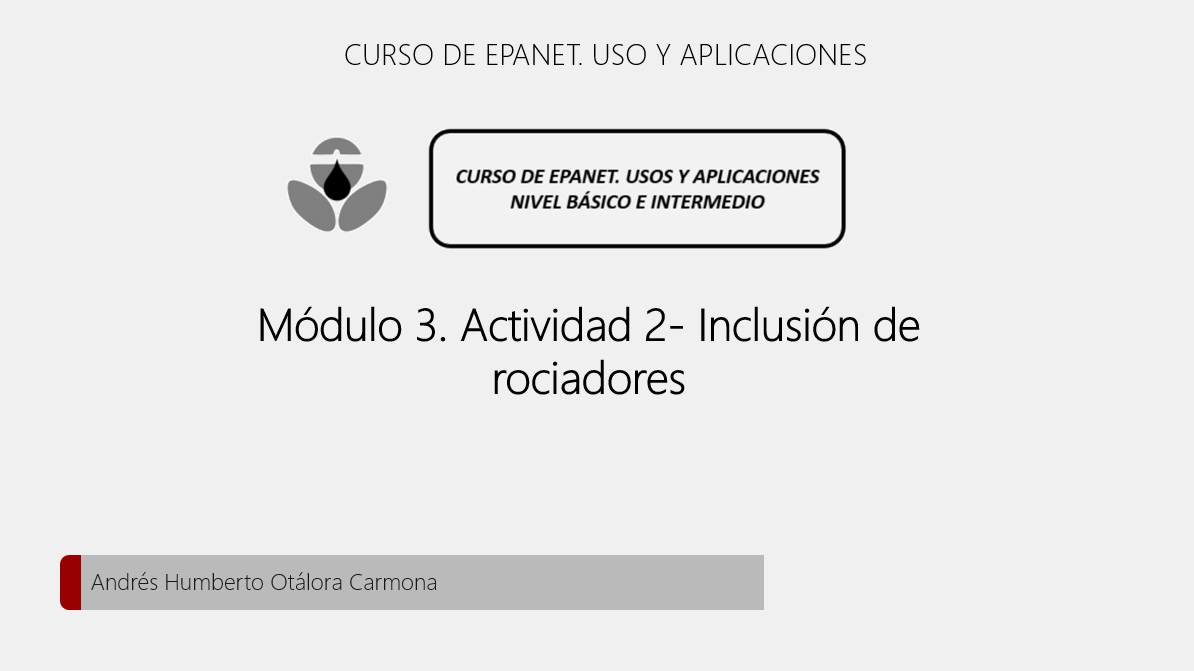 CURSO DE EPANET. USO Y APLICACIONES
CURSO DE EPANET. USOS Y APLICACIONES
NIVEL BÁSICO E INTERMEDIO
Módulo 3. Actividad 2- Inclusión de
rociadores
Andrés Humberto Otálora Carmona